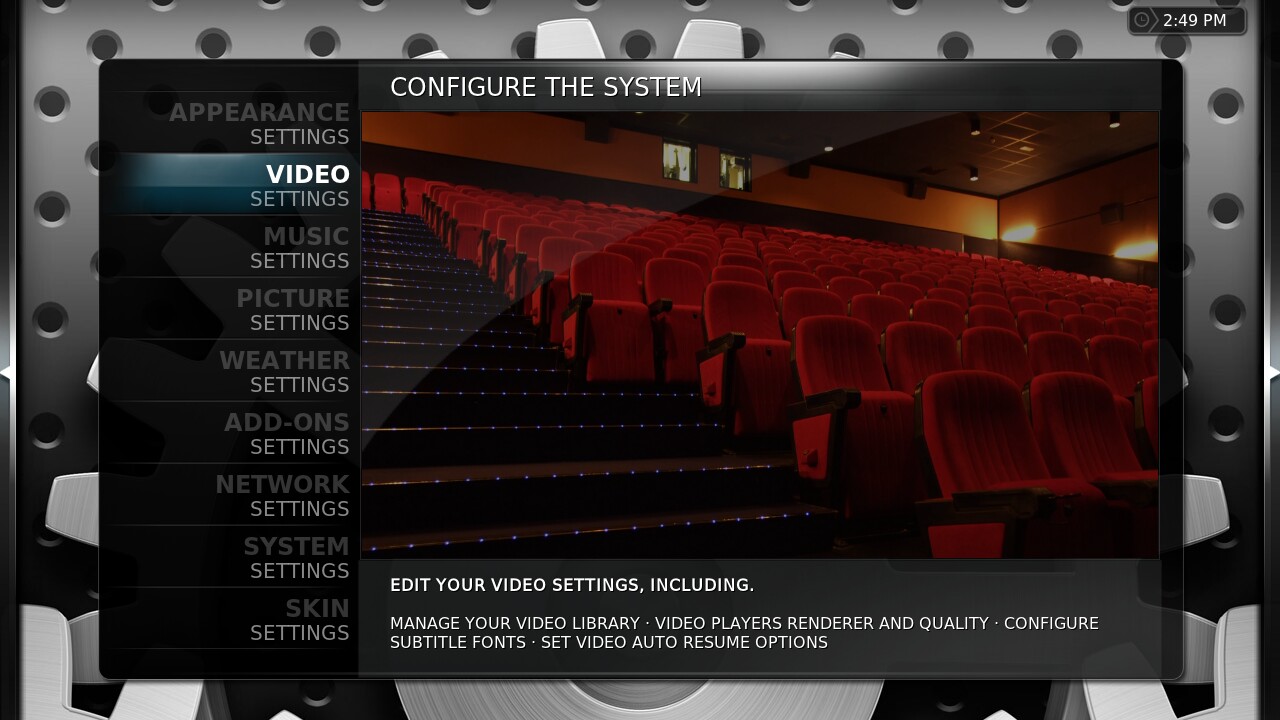 2:49 PM
CONFIGURE THE SYSTEM
APPEARANCE
SETTINGS
VIDEO
SETTINGS
MUSIC
SETTINGS
PICTURE
SETTINGS
WEATHER
SETTINGS
ADD-ONS
SETTINGS
NETWORK
SETTINGS
SYSTEM
SETTINGS
SKIN
SETTINGS
EDIT YOUR VIDEO SETTINGS, INCLUDING.
MANAGE YOUR VIDEO LIBRARY · VIDEO PLAYERS RENDERER AND QUALITY · CONFIGURE
SUBTITLE FONTS · SET VIDEO AUTO RESUME OPTIONS